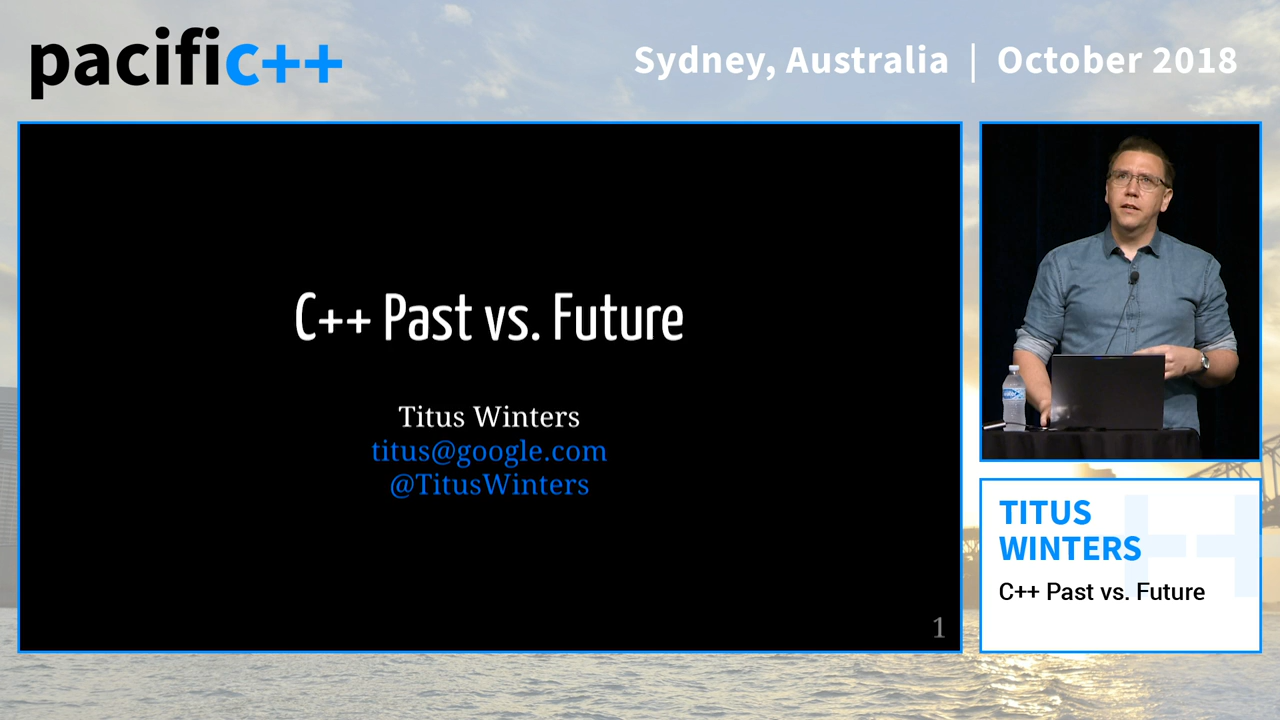 pacific++
Sydney, Australia | October 2018
C++ Past vs. Future
Titus Winters
titus@google.com
@TitusWinters
1
TITUS
WINTERS
C++ Past vs. Future